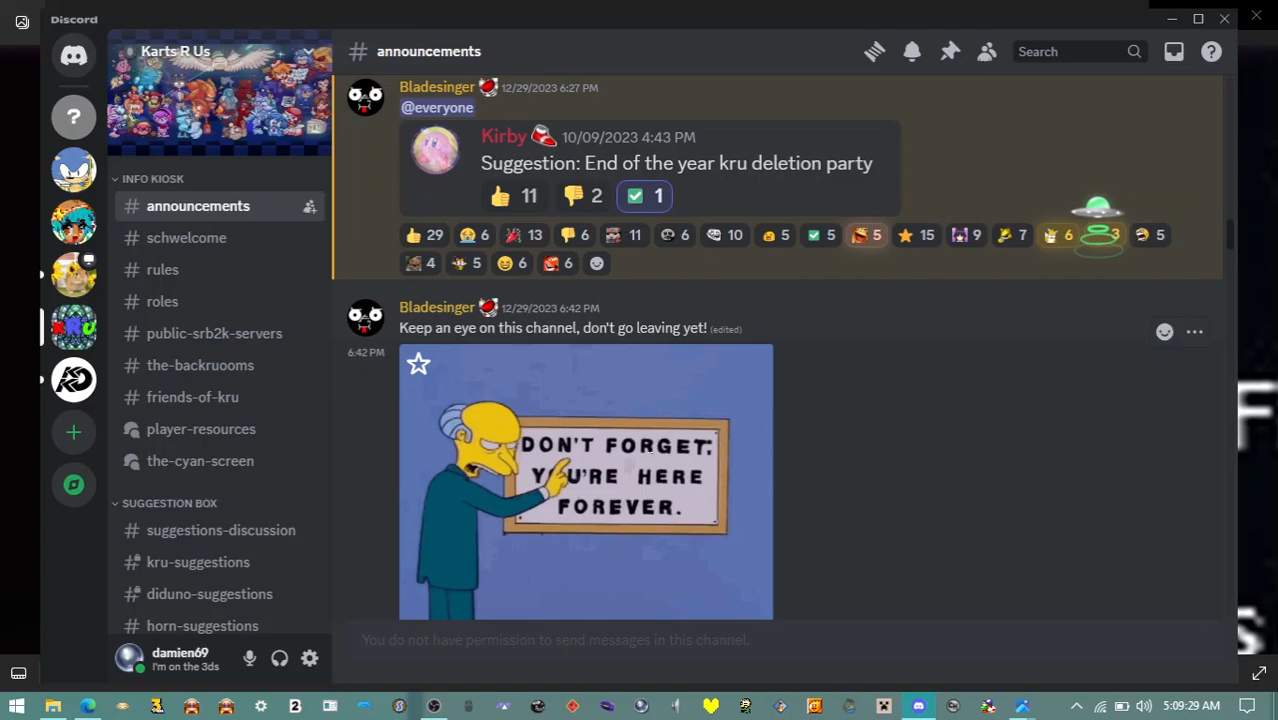 Discord
Karts R Us
INFO KIOSK
announcements
schwelcome
rules
roles
public-srb2k-servers
the-backruooms
friends-of-kru
player-resources
the-cyan-screen
SUGGESTION BOX
suggestions-discussion
kru-suggestions
diduno-suggestions
horn-suggestions
damien69
I'm on the 3ds
announcements
Search
Bladesinger 12/29/2023 6:27 PM
@everyone
Kirby 10/09/2023 4:43 PM
Suggestion: End of the year kru deletion party
11 2 1
29 6 13 6 11 6 10 5 5 5 15 9 7 6 3 5
4 5 6 6
Bladesinger 12/29/2023 6:42 PM
Keep an eye on this channel, don't go leaving yet! (edited)
6:42 PM
DON'T FORGET:
YOU'RE HERE
FOREVER.
You do not have permission to send messages in this channel.
5:09:29 AM